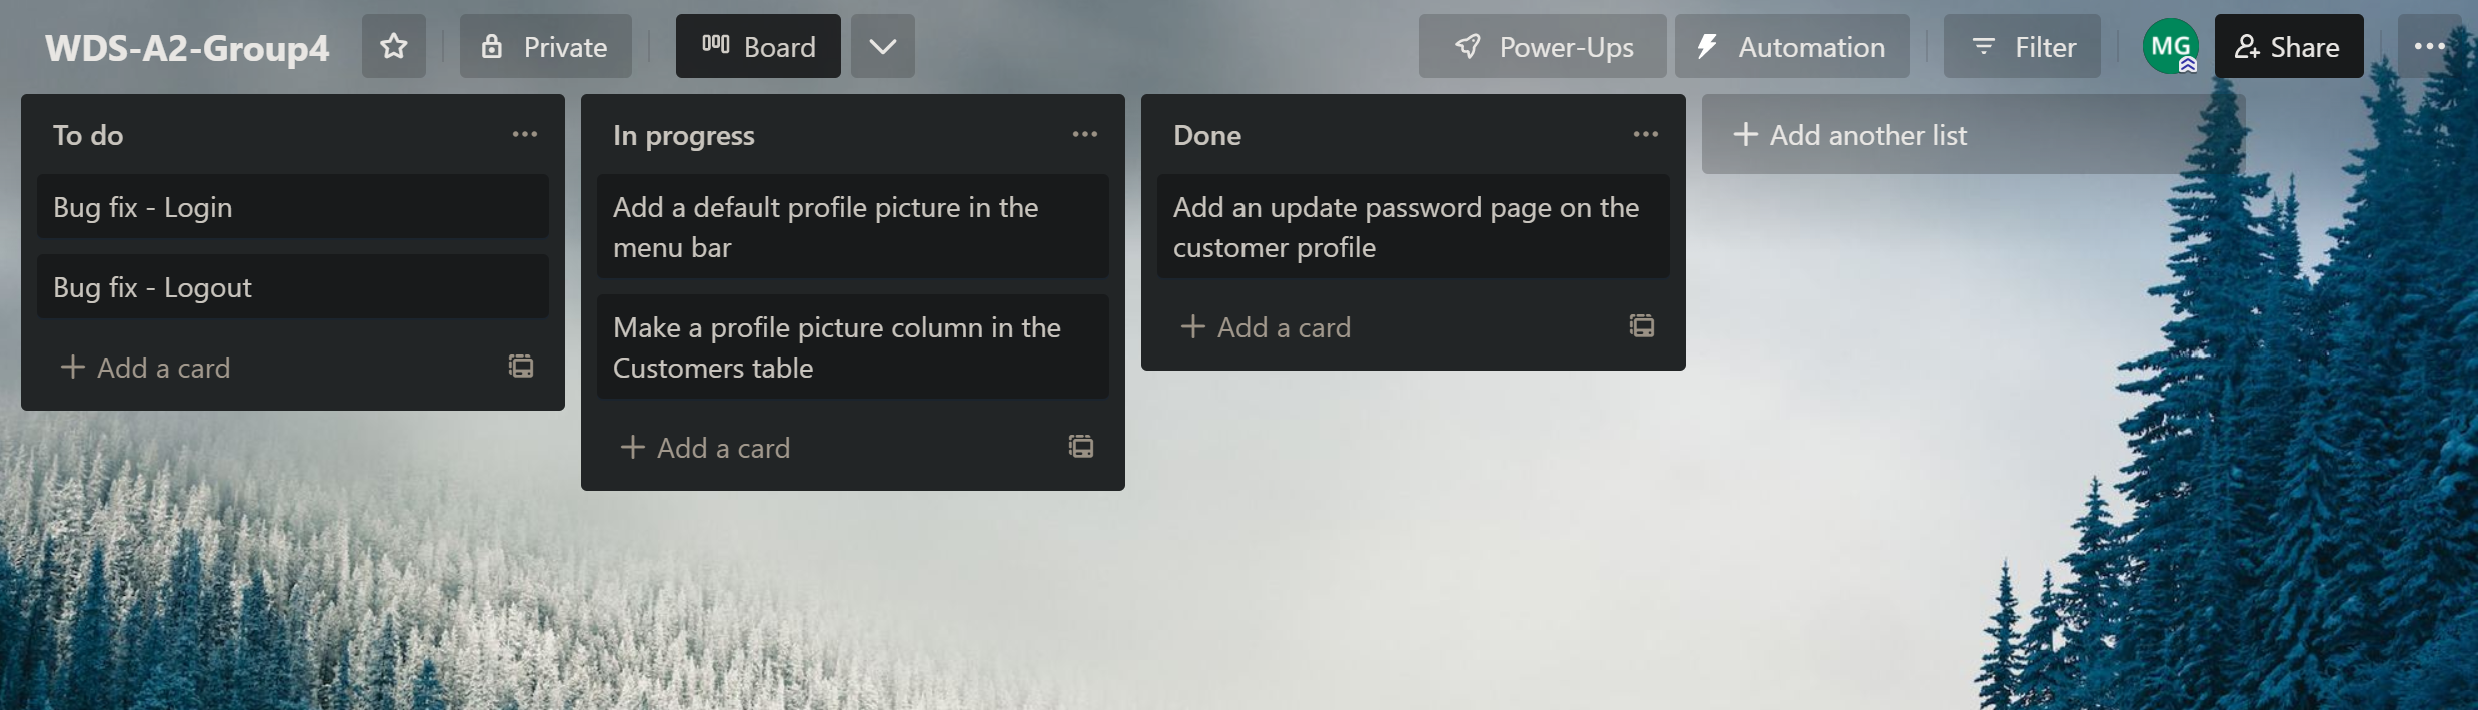 WDS-A2-Group4
Private
Board
Power-Ups
Automation
Filter
MG
Share
To do
Bug fix - Login
Bug fix - Logout
Add a card
In progress
Add a default profile picture in the
menu bar
Make a profile picture column in the
Customers table
Add a card
Done
Add an update password page on the
customer profile
Add a card
Add another list